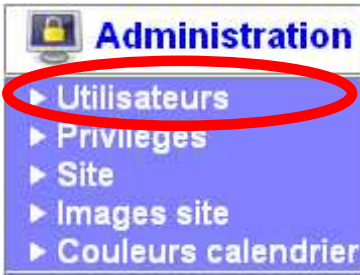 Administration
Utilisateurs
Privilèges
Site
Images site
Couleurs calendrier